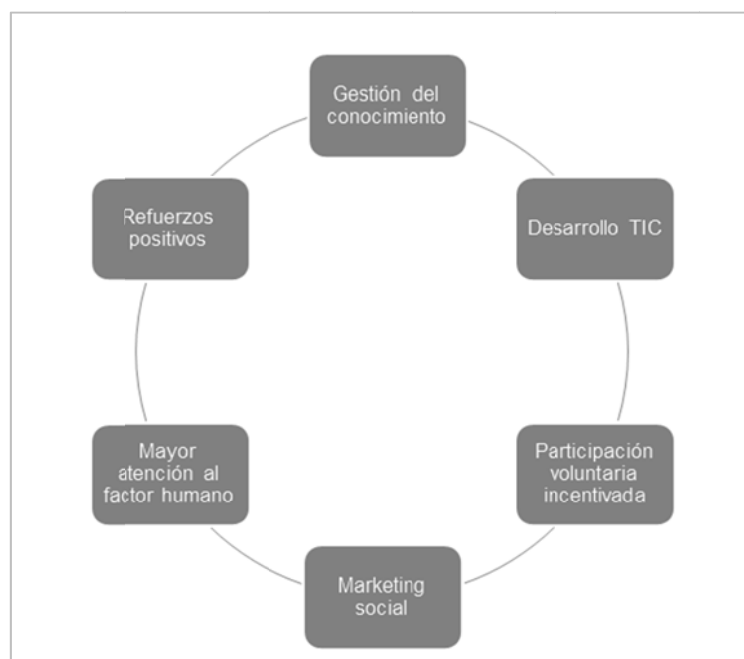 Gestión del
conocimiento
Desarrollo TIC
Participación
voluntaria
incentivada
Marketing
social
Mayor
atención al
factor humano
Refuerzos
positivos